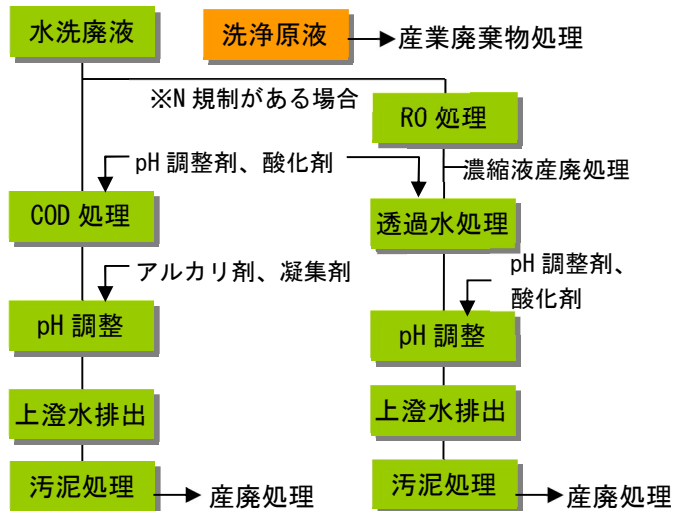 水洗廃液
洗浄原液
産業廃棄物処理
※N 規制がある場合
RO 処理
pH 調整剤、酸化剤
濃縮液産廃処理
COD 処理
透過水処理
アルカリ剤、凝集剤
pH 調整剤、
酸化剤
pH 調整
pH 調整
上澄水排出
上澄水排出
汚泥処理
産廃処理
汚泥処理
産廃処理